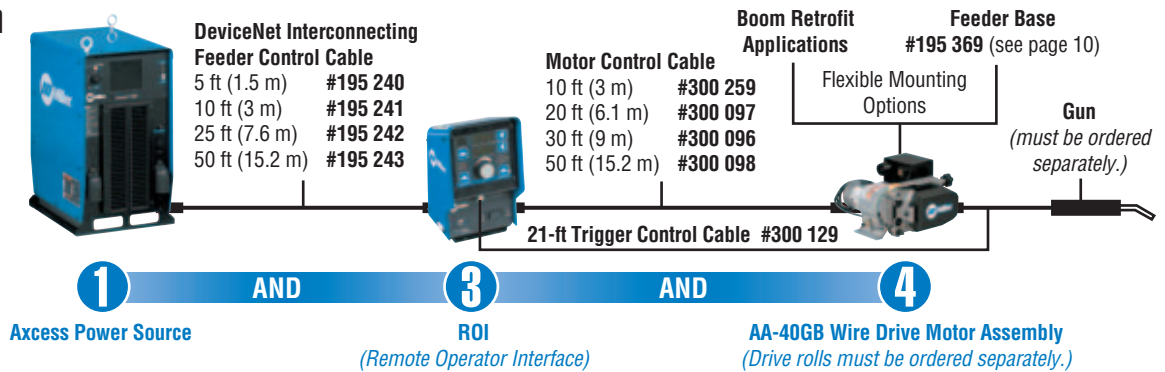 DeviceNet Interconnecting
Feeder Control Cable
5 ft (1.5 m) #195 240
10 ft (3 m) #195 241
25 ft (7.6 m) #195 242
50 ft (15.2 m) #195 243
Motor Control Cable
10 ft (3 m) #300 259
20 ft (6.1 m) #300 097
30 ft (9 m) #300 096
50 ft (15.2 m) #300 098
Boom Retrofit
Applications
Feeder Base
#195 369 (see page 10)
Flexible Mounting
Options
Gun
(must be ordered
separately.)
21-ft Trigger Control Cable #300 129
1 AND 3 AND 4
Axcess Power Source
ROI
(Remote Operator Interface)
AA-40GB Wire Drive Motor Assembly
(Drive rolls must be ordered separately.)